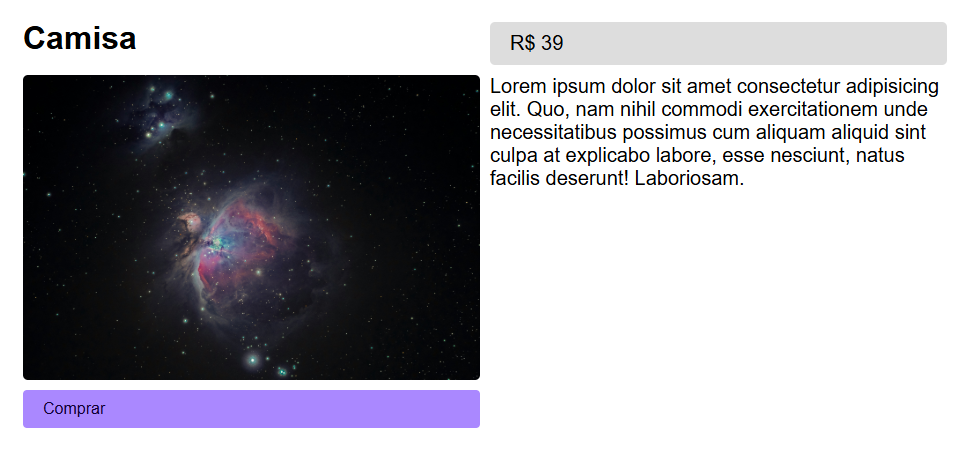 Camisa
R$ 39
Lorem ipsum dolor sit amet consectetur adipisicing
elit. Quo, nam nihil commodi exercitationem unde
necessitatibus possimus cum aliquam aliquid sint
culpa at explicabo labore, esse nesciunt, natus
facilis deserunt! Laboriosam.
Comprar